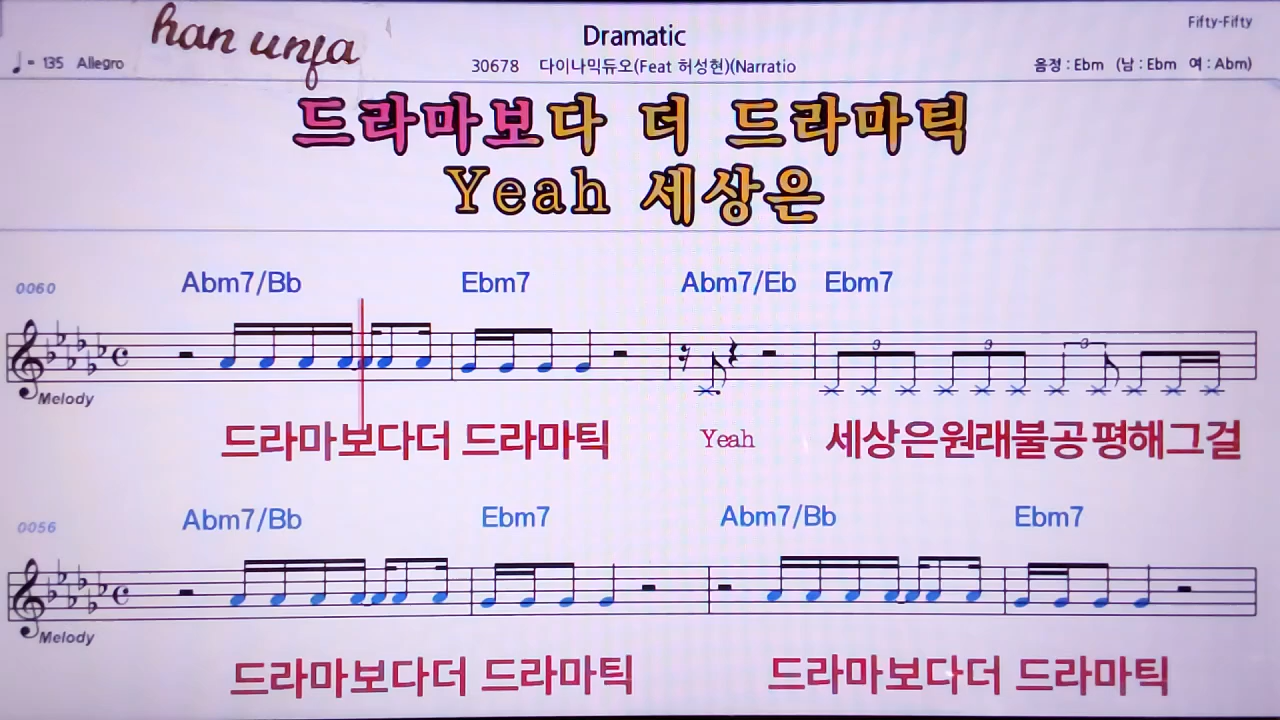 han unja
Dramatic
Fifty-Fifty
♩ = 135 Allegro
30678 다이나믹듀오(Feat 허성현)(Narratio
음정 : Ebm (남 : Ebm 여 : Abm)
드라마보다 더 드라마틱
Yeah 세상은
0060
Abm7/Bb Ebm7 Abm7/Eb Ebm7
3 3 3
Melody
드라마보다더 드라마틱 Yeah 세상은원래불공평해그걸
0056
Abm7/Bb Ebm7 Abm7/Bb Ebm7
Melody
드라마보다더 드라마틱 드라마보다더 드라마틱